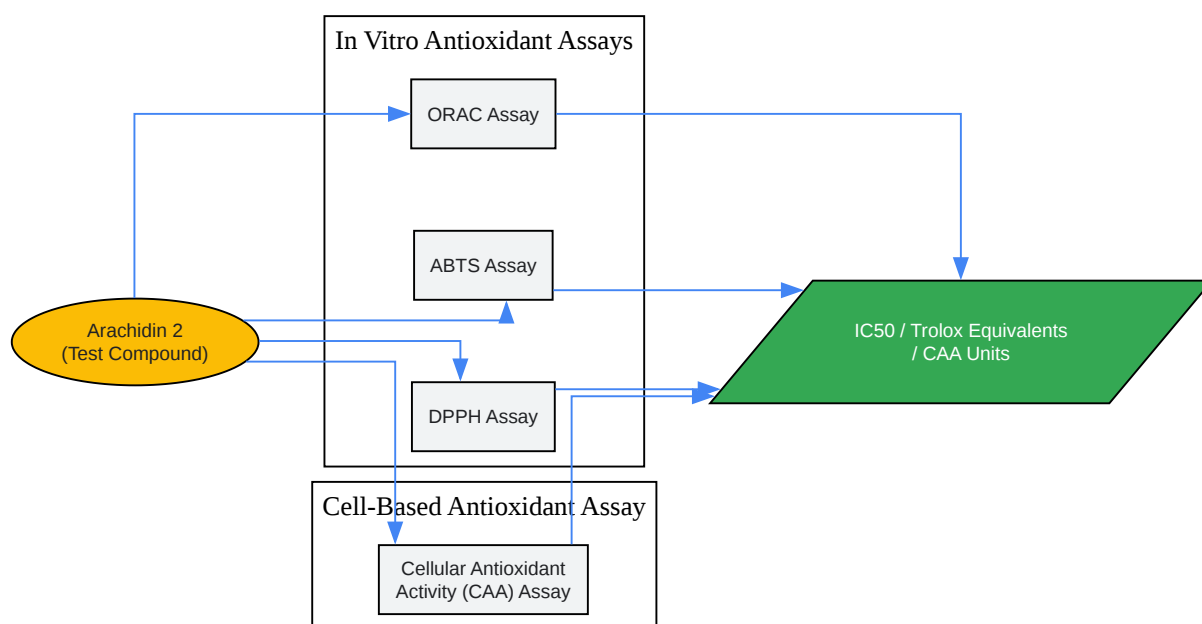 In Vitro Antioxidant Assays
ORAC Assay
ABTS Assay
Arachidin 2
(Test Compound)
IC50 / Trolox Equivalents
/ CAA Units
DPPH Assay
Cell-Based Antioxidant Assay
Cellular Antioxidant
Activity (CAA) Assay